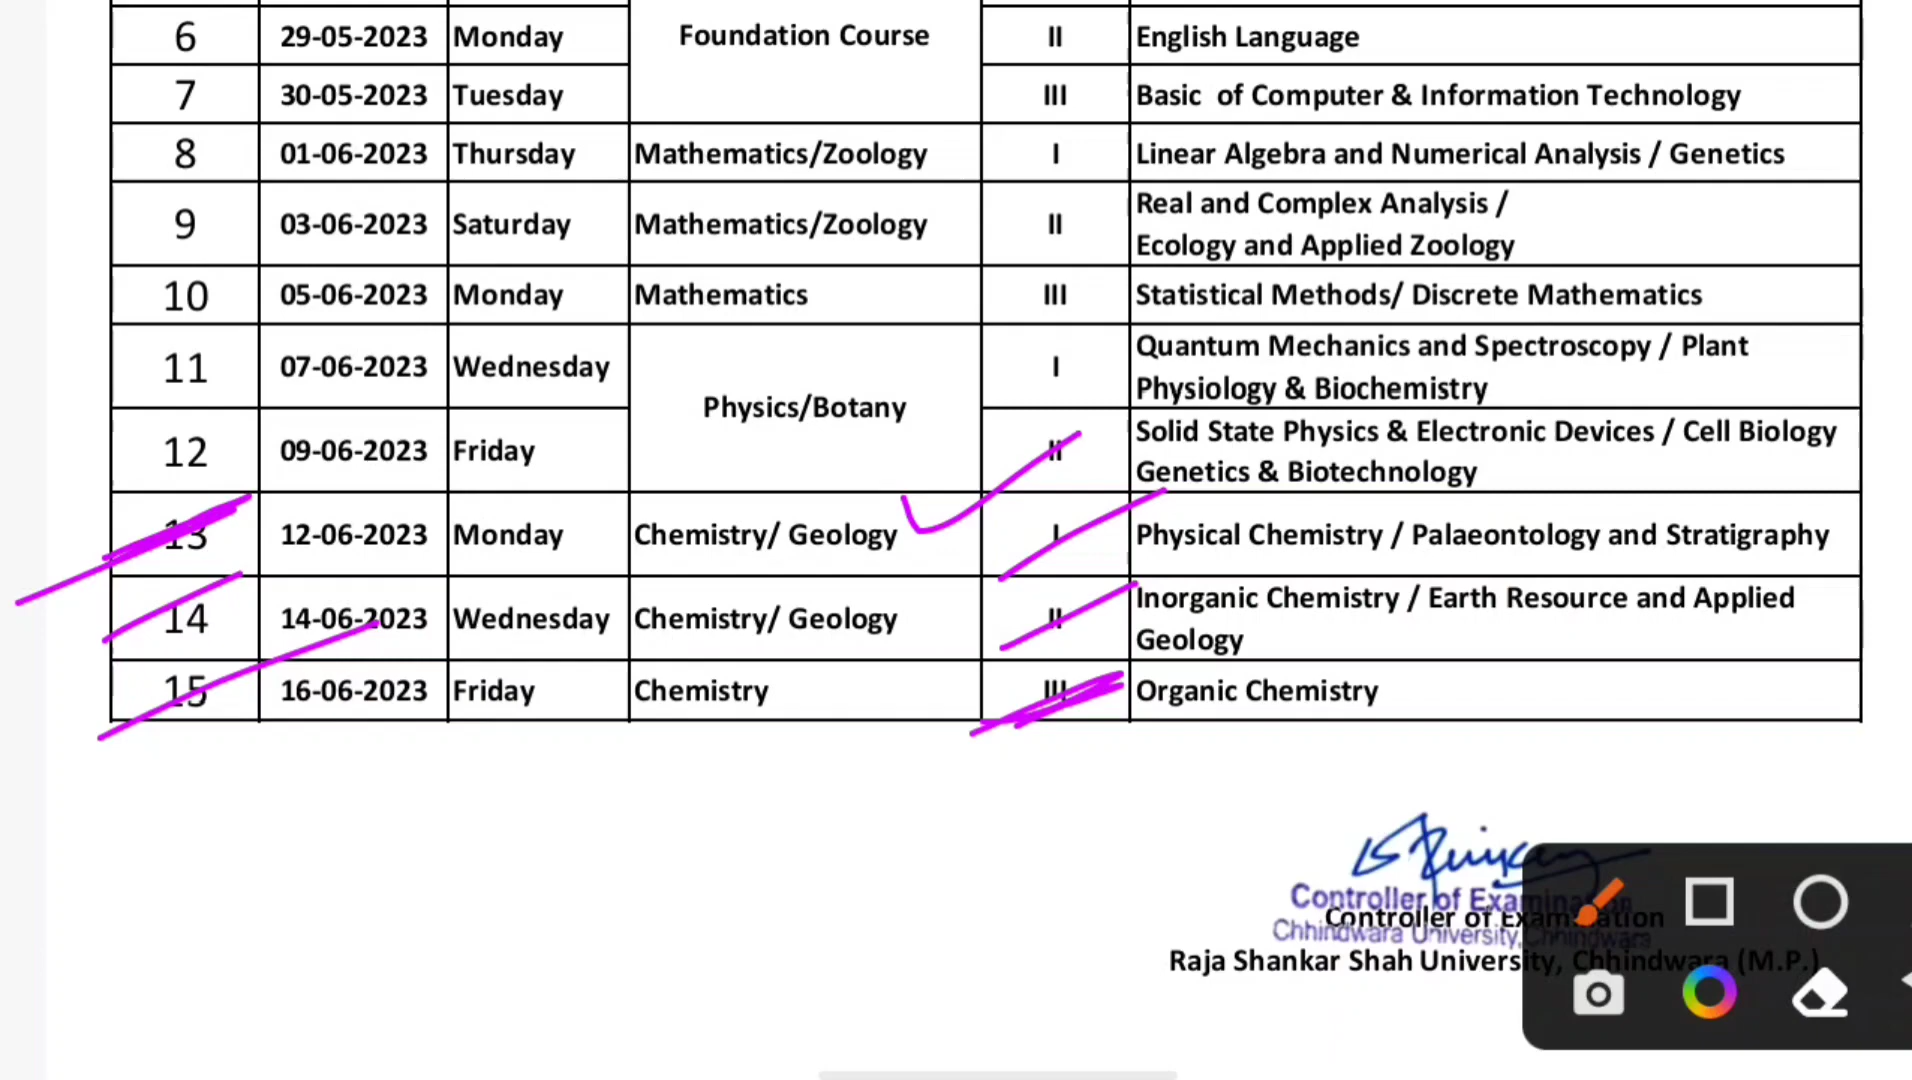 6 29-05-2023 Monday Foundation Course II English Language
7 30-05-2023 Tuesday III Basic of Computer & Information Technology
8 01-06-2023 Thursday Mathematics/Zoology I Linear Algebra and Numerical Analysis / Genetics
9 03-06-2023 Saturday Mathematics/Zoology II Real and Complex Analysis /
Ecology and Applied Zoology
10 05-06-2023 Monday Mathematics III Statistical Methods/ Discrete Mathematics
11 07-06-2023 Wednesday Physics/Botany I Quantum Mechanics and Spectroscopy / Plant
Physiology & Biochemistry
12 09-06-2023 Friday II Solid State Physics & Electronic Devices / Cell Biology
Genetics & Biotechnology
13 12-06-2023 Monday Chemistry/ Geology I Physical Chemistry / Palaeontology and Stratigraphy
14 14-06-2023 Wednesday Chemistry/ Geology II Inorganic Chemistry / Earth Resource and Applied
Geology
15 16-06-2023 Friday Chemistry III Organic Chemistry
Controller of Examination
Controller of Examination
Chhindwara University, Chhindwara
Raja Shankar Shah University, Chhindwara (M.P.)